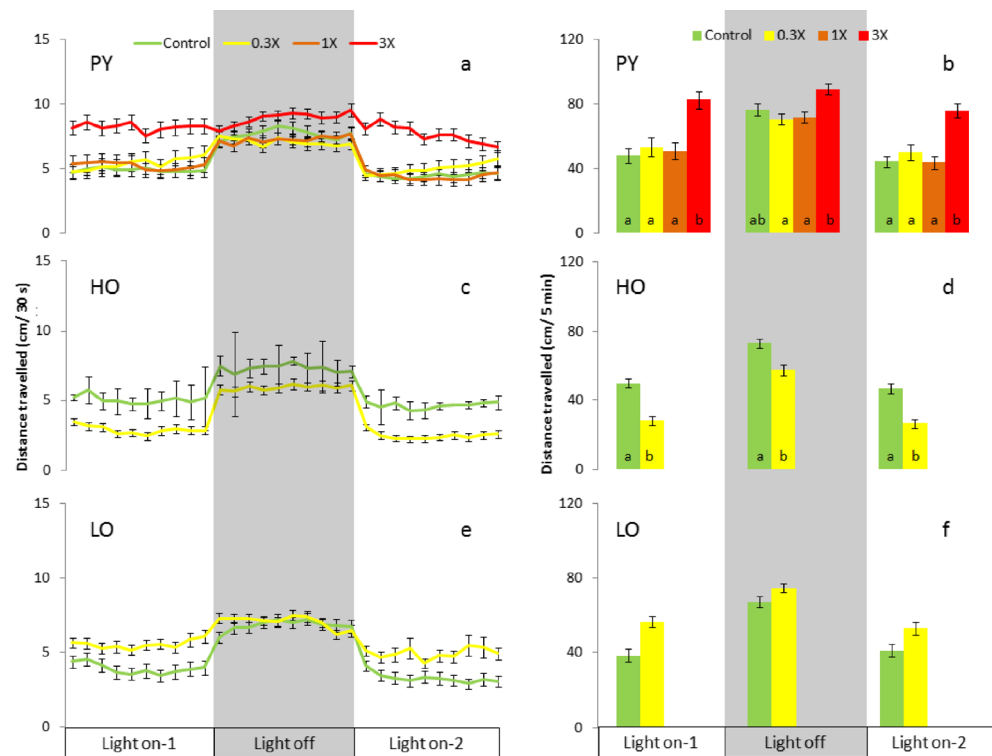 Control 0.3X 1X 3X
PY a
15
10
5
0
HO c
15
10
5
0
LO e
15
10
5
0
Distance travelled (cm/ 30 s)
Light on-1 Light off Light on-2
Control 0.3X 1X 3X
PY b
120
80
40
0
a a a b ab a a b a a a b
HO d
120
80
40
0
a b a b a b
LO f
120
80
40
0
Distance travelled (cm/ 5 min)
Light on-1 Light off Light on-2